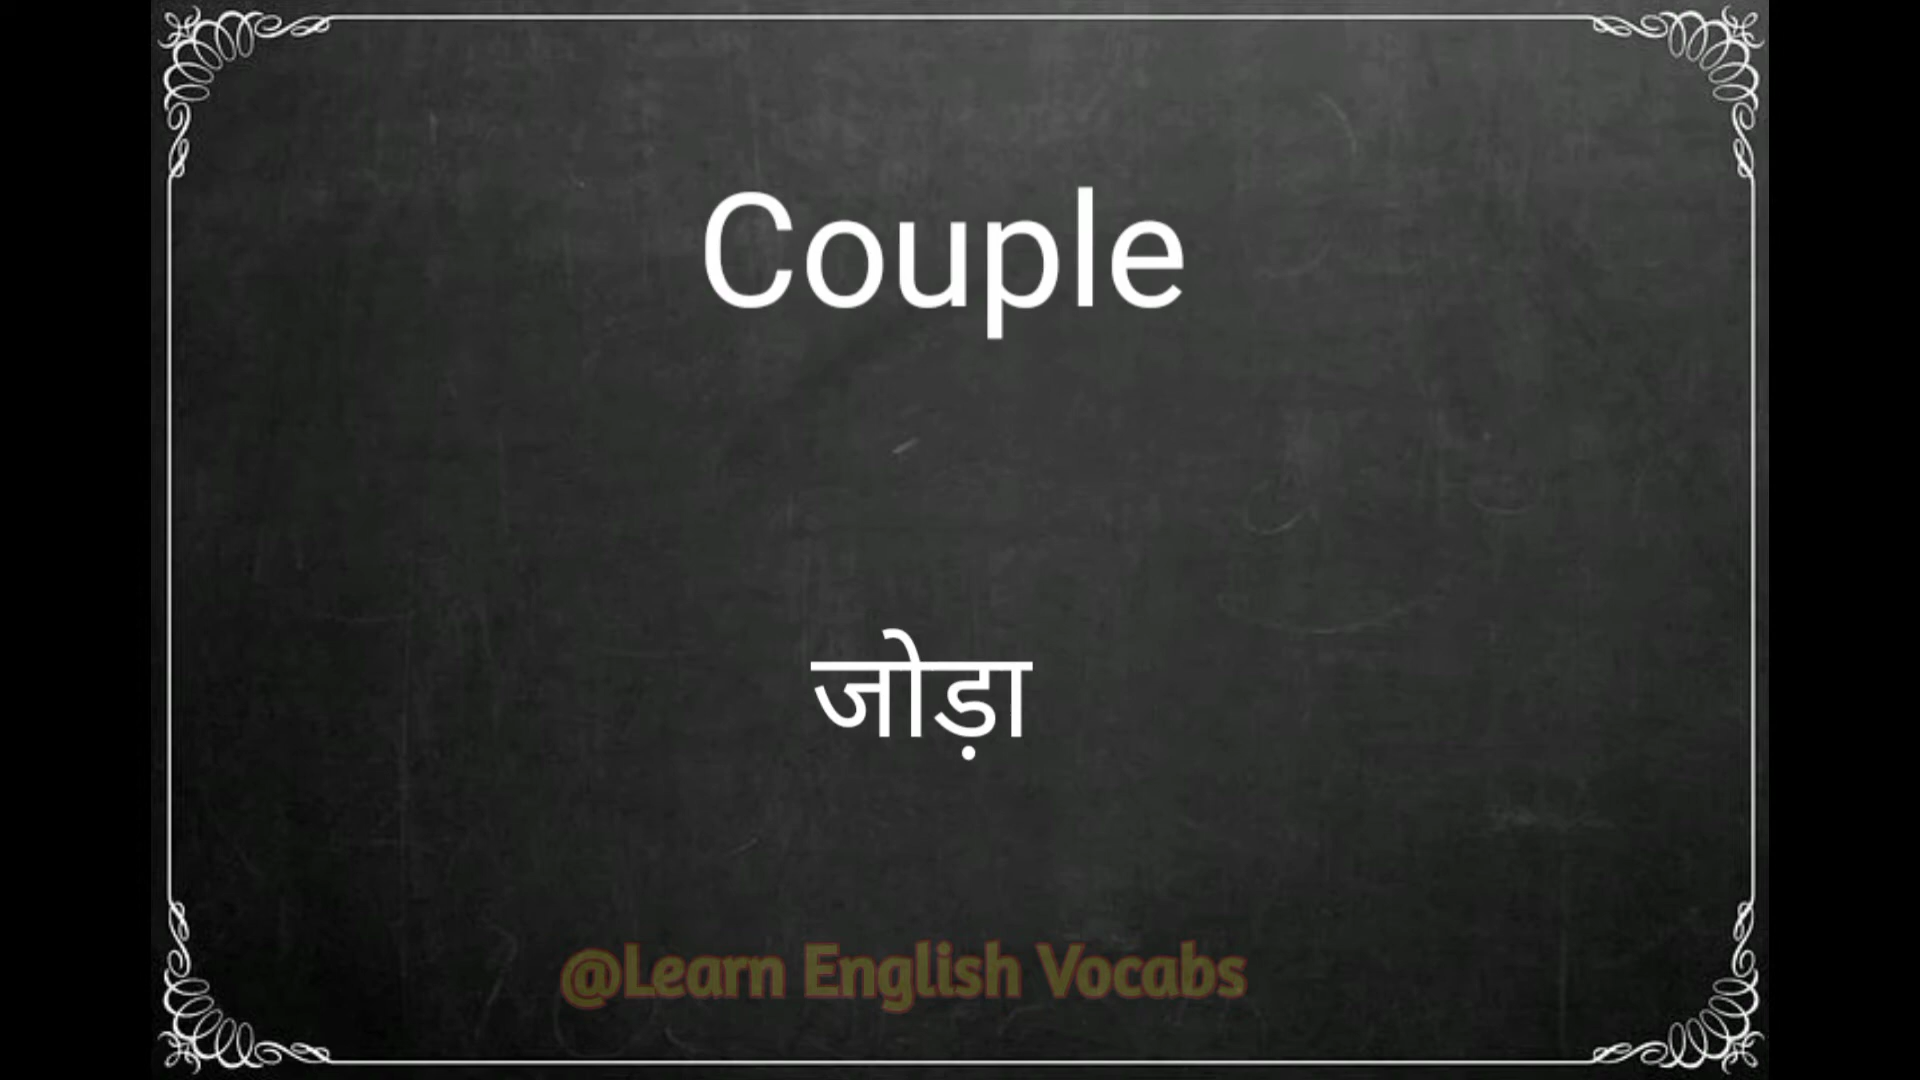 Couple
जोड़ा
@Learn English Vocabs